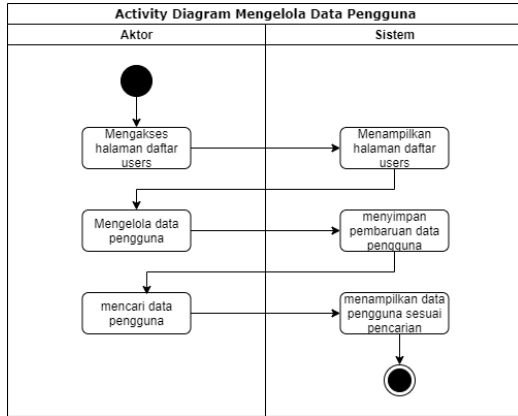 Activity Diagram Mengelola Data Pengguna
Aktor
Sistem
Mengakses
halaman daftar
users
Menampilkan
halaman daftar
users
Mengelola data
pengguna
menyimpan
pembaruan data
pengguna
mencari data
pengguna
menampilkan data
pengguna sesuai
pencarian